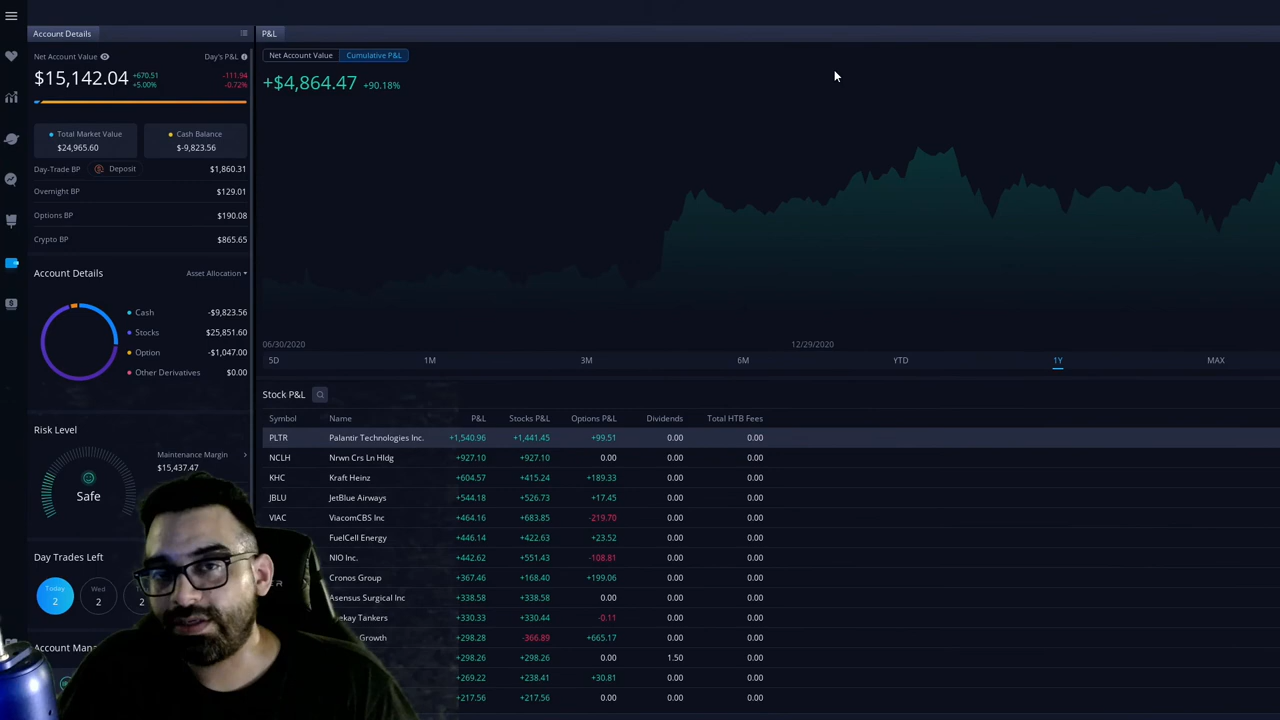 Account Details
Net Account Value Day's P&L
$15,142.04 +670.51 +5.00% -111.94 -0.72%
Total Market Value Cash Balance
$24,965.60 $-9,823.56
Day-Trade BP Deposit $1,860.31
Overnight BP $129.01
Options BP $190.08
Crypto BP $865.65
Account Details Asset Allocation
Cash -$9,823.56
Stocks $25,851.60
Option -$1,047.00
Other Derivatives $0.00
Risk Level
Maintenance Margin
$15,437.47
Safe
Day Trades Left
Today Wed
2 2 2
Account Mana
P&L
Net Account Value Cumulative P&L
+$4,864.47 +90.18%
06/30/2020 12/29/2020
5D 1M 3M 6M YTD 1Y MAX
Stock P&L
Symbol Name P&L Stocks P&L Options P&L Dividends Total HTB Fees
PLTR Palantir Technologies Inc. +1,540.96 +1,441.45 +99.51 0.00 0.00
NCLH Nrwn Crs Ln Hldg +927.10 +927.10 0.00 0.00 0.00
KHC Kraft Heinz +604.57 +415.24 +189.33 0.00 0.00
JBLU JetBlue Airways +544.18 +526.73 +17.45 0.00 0.00
VIAC ViacomCBS Inc +464.16 +683.85 -219.70 0.00 0.00
FuelCell Energy +446.14 +422.63 +23.52 0.00 0.00
NIO Inc. +442.62 +551.43 -108.81 0.00 0.00
Cronos Group +367.46 +168.40 +199.06 0.00 0.00
Asensus Surgical Inc +338.58 +338.58 0.00 0.00 0.00
ekay Tankers +330.33 +330.44 -0.11 0.00 0.00
Growth +298.28 -366.89 +665.17 0.00 0.00
+298.26 +298.26 0.00 1.50 0.00
+269.22 +238.41 +30.81 0.00 0.00
+217.56 +217.56 0.00 0.00 0.00